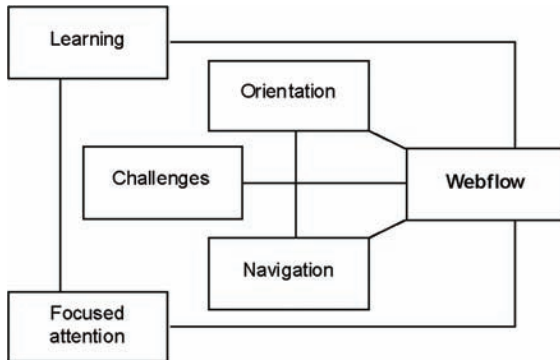 Learning
Orientation
Challenges
Webflow
Navigation
Focused
attention